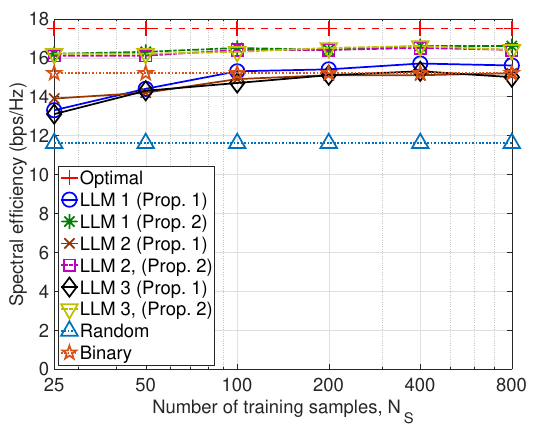 18
16
14
12
10
8
6
4
2
0
Spectral efficiency (bps/Hz)
Optimal
LLM 1 (Prop. 1)
LLM 1 (Prop. 2)
LLM 2 (Prop. 1)
LLM 2, (Prop. 2)
LLM 3 (Prop. 1)
LLM 3, (Prop. 2)
Random
Binary
25 50 100 200 400 800
Number of training samples, N_S